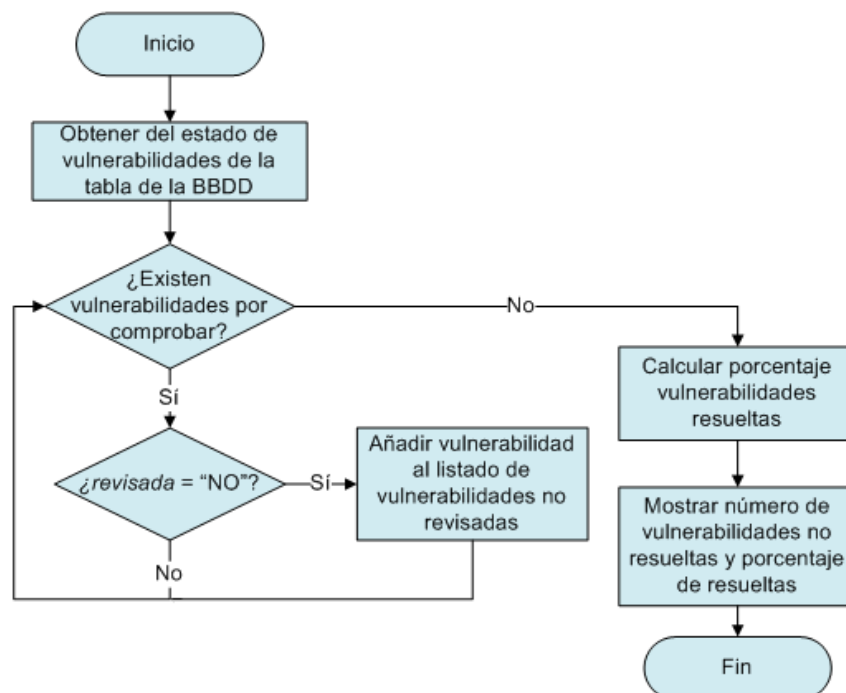 Inicio
Obtener del estado de
vulnerabilidades de la
tabla de la BBDD
¿Existen
vulnerabilidades por
comprobar?
No
Sí
¿revisada = “NO”?
Sí
Añadir vulnerabilidad
al listado de
vulnerabilidades no
revisadas
No
Calcular porcentaje
vulnerabilidades
resueltas
Mostrar número de
vulnerabilidades no
resueltas y porcentaje
de resueltas
Fin